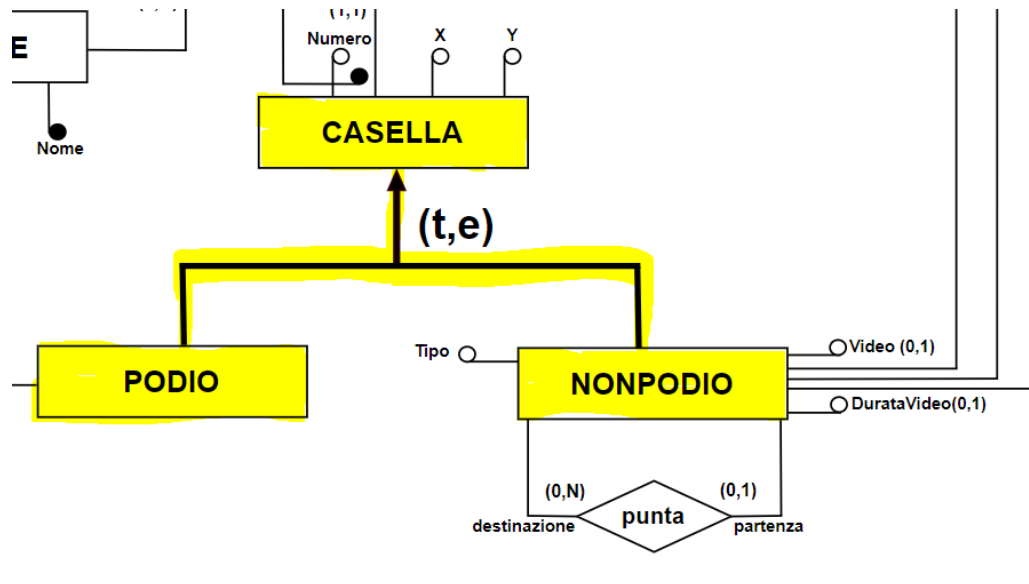 (1,1)
Numero
X
Y
E
CASELLA
Nome
(t,e)
Tipo
Video (0,1)
PODIO
NONPODIO
DurataVideo(0,1)
(0,N)
(0,1)
punta
destinazione
partenza